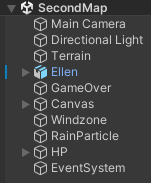 SecondMap
Main Camera
Directional Light
Terrain
Ellen
GameOver
Canvas
Windzone
RainParticle
HP
EventSystem